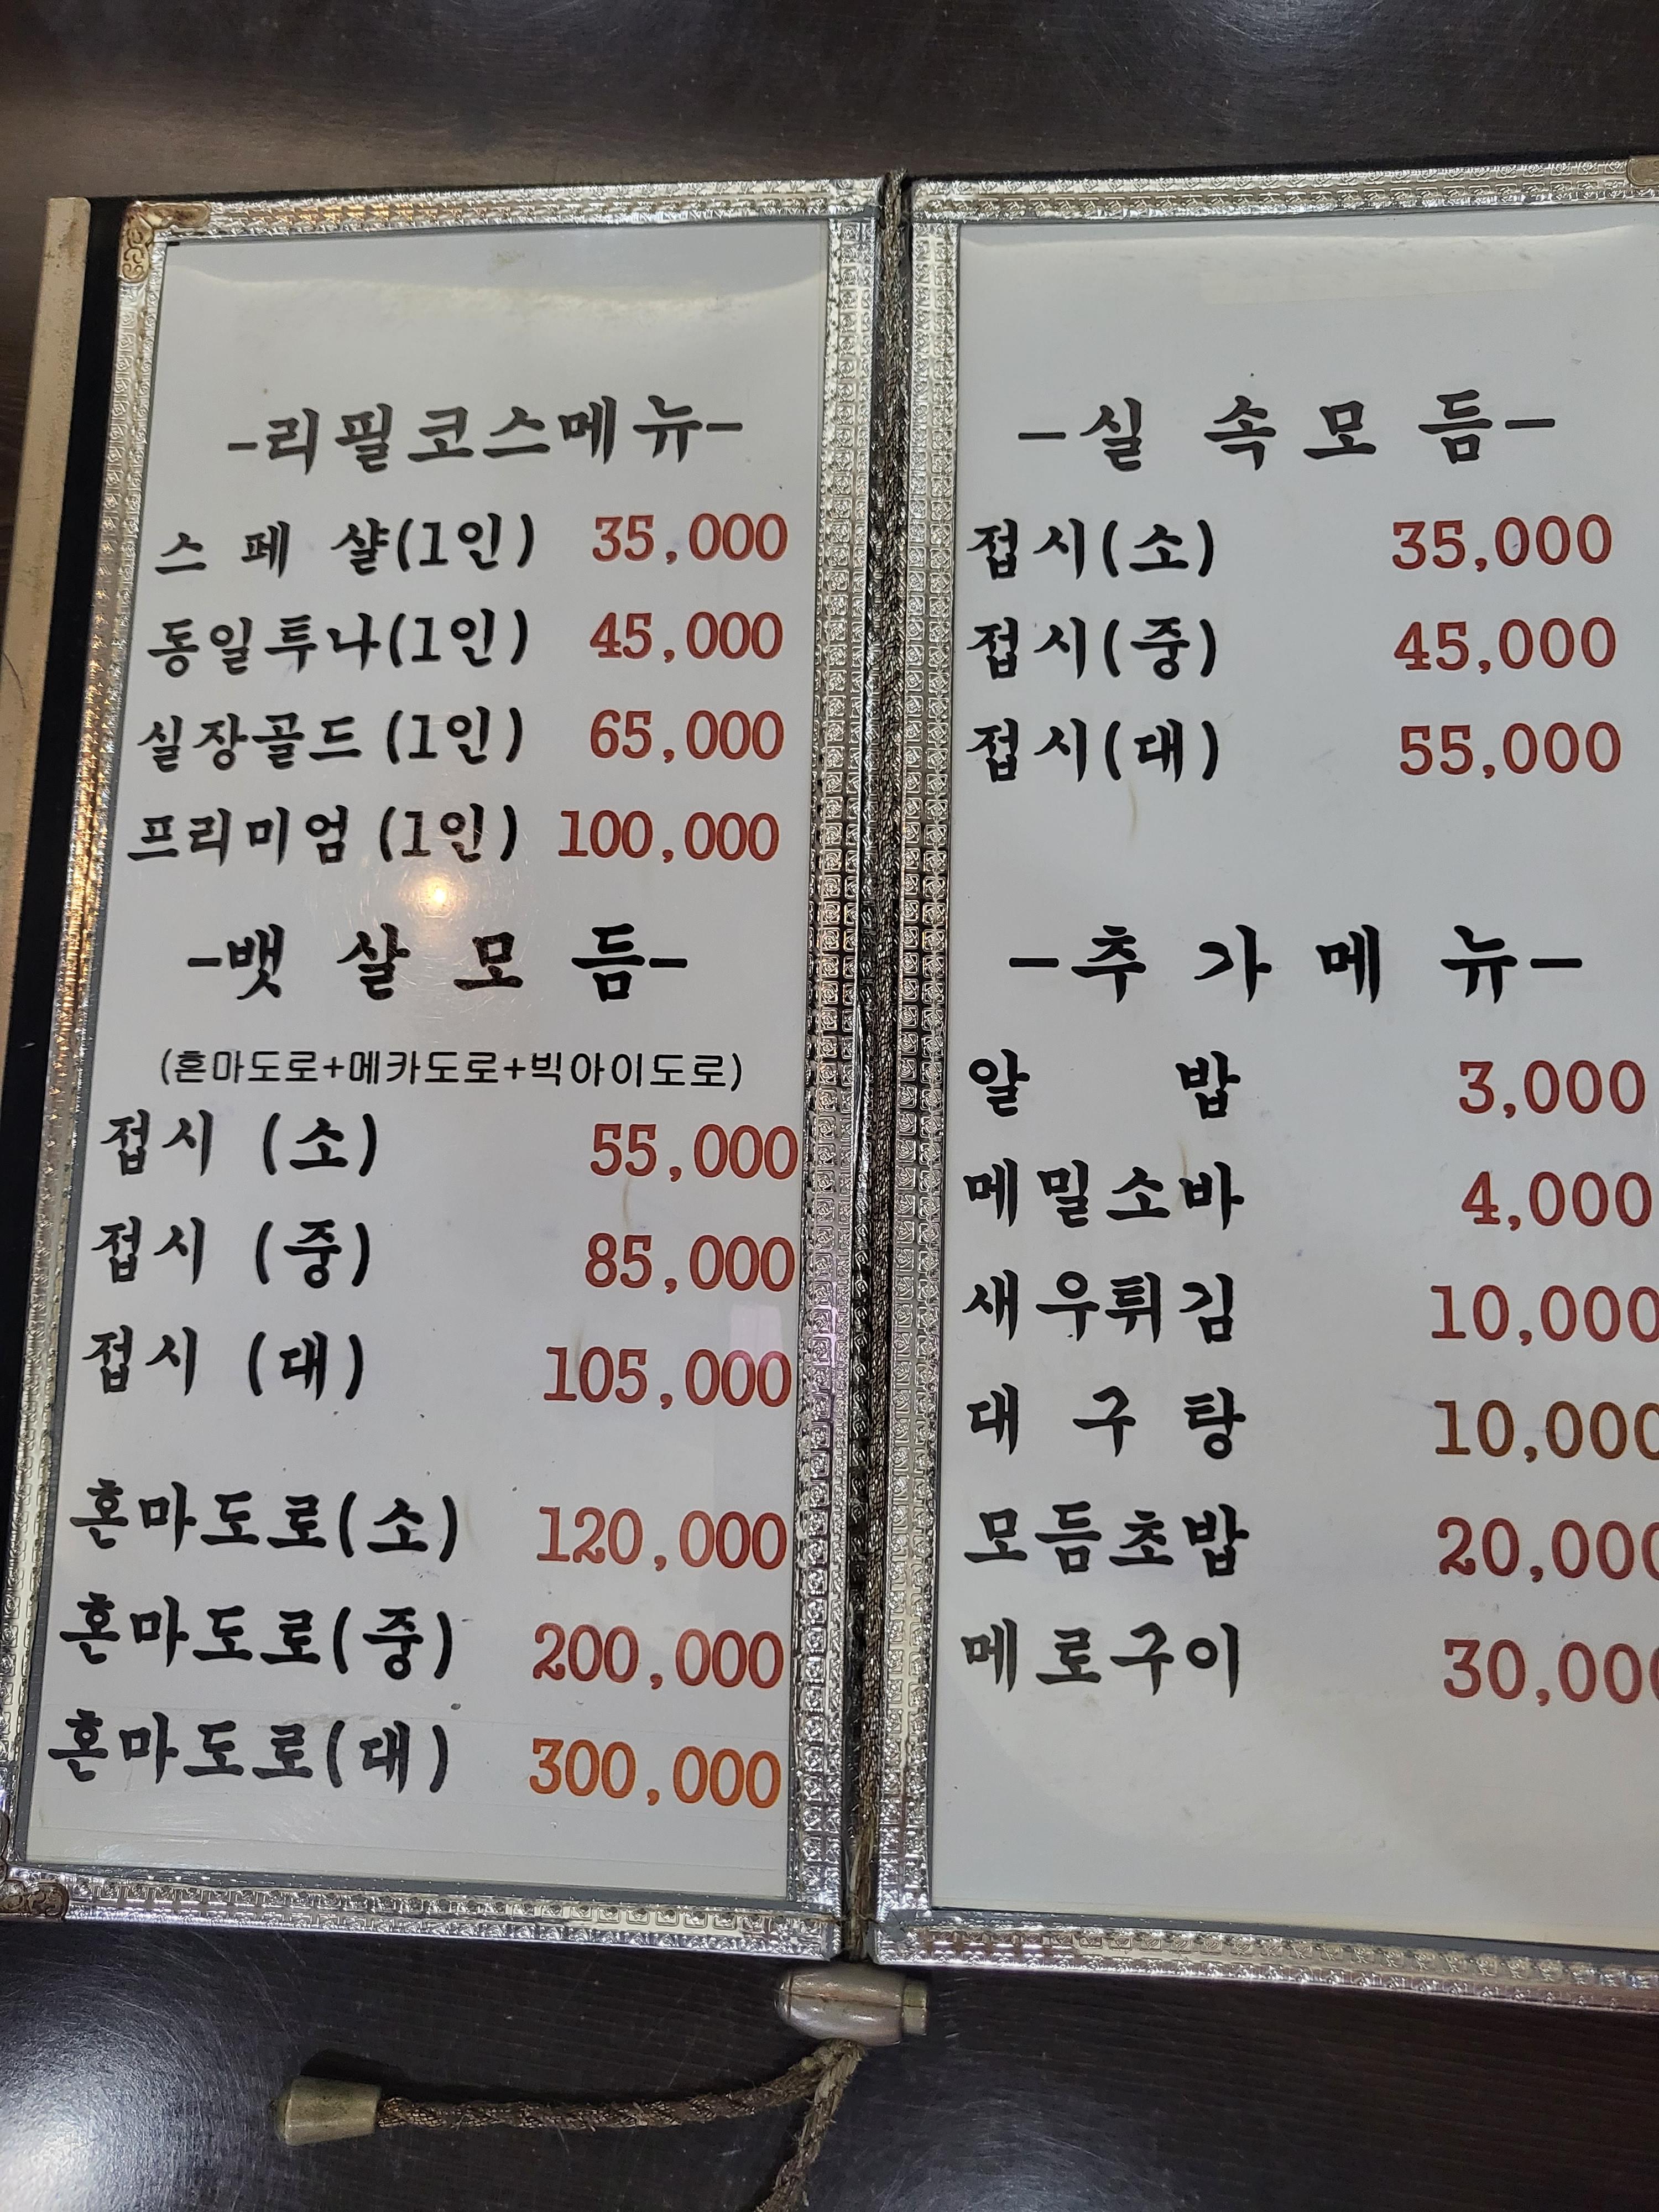 -리필코스메뉴-
스 페 샬(1인) 35,000
동일투나(1인) 45,000
실장골드(1인) 65,000
프리미엄(1인) 100,000
-뱃 살 모 듬-
(혼마도로+메카도로+빅아이도로)
접시 (소) 55,000
접시 (중) 85,000
접시 (대) 105,000
혼마도로(소) 120,000
혼마도로(중) 200,000
혼마도로(대) 300,000
-실 속 모 듬-
접시(소) 35,000
접시(중) 45,000
접시(대) 55,000
-추 가 메 뉴-
알 밥 3,000
메밀소바 4,000
새우튀김 10,000
대 구 탕 10,000
모듬초밥 20,000
메로구이 30,000